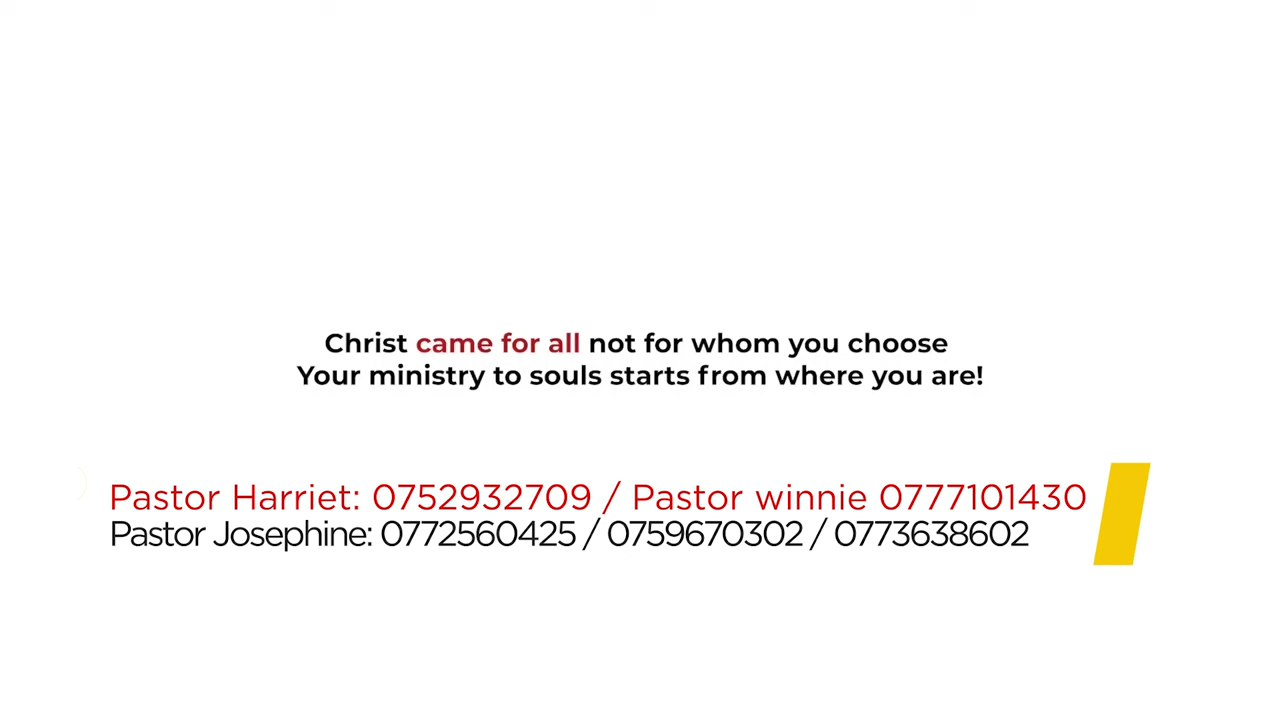 Christ came for all not for whom you choose
Your ministry to souls starts from where you are!
Pastor Harriet: 0752932709 / Pastor winnie 0777101430
Pastor Josephine: 0772560425 / 0759670302 / 0773638602